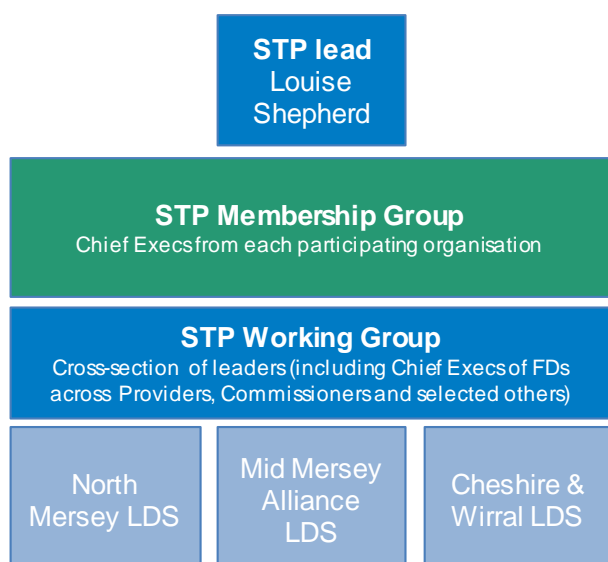 STP lead
Louise
Shepherd
STP Membership Group
Chief Execs from each participating organisation
STP Working Group
Cross-section of leaders (including Chief Execs of FDs
across Providers, Commissioners and selected others)
North
Mersey LDS
Mid Mersey
Alliance
LDS
Cheshire &
Wirral LDS